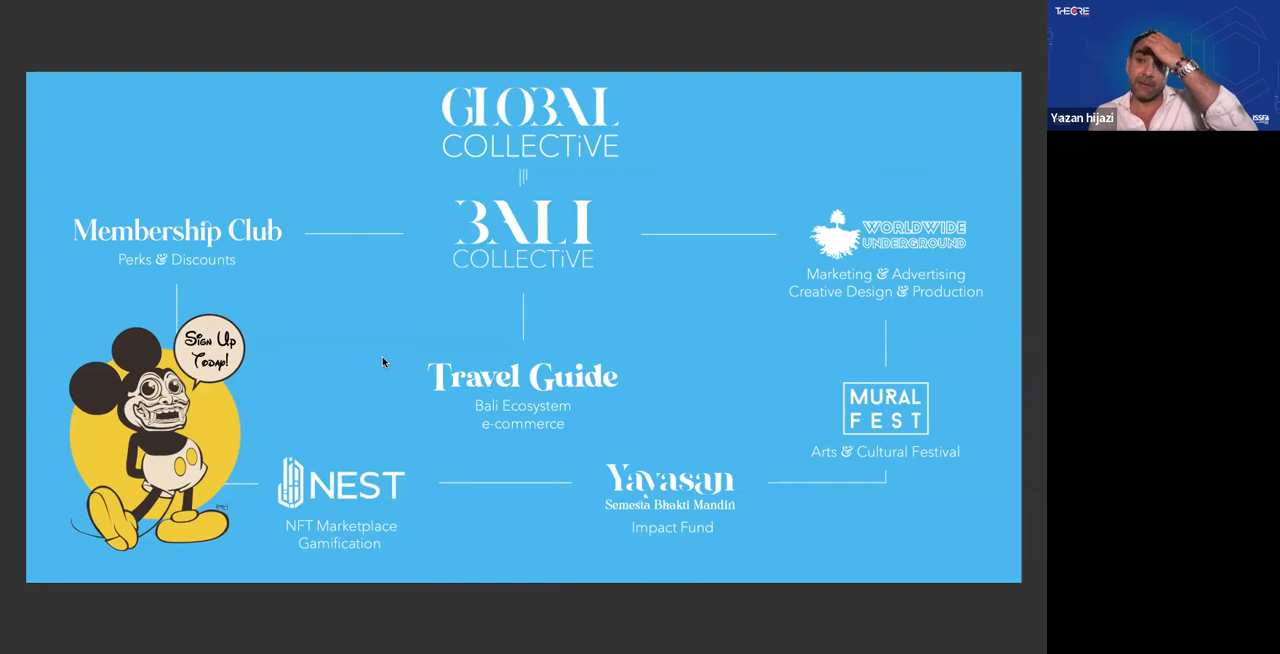 GLOBAL
COLLECTiVE
BALI
COLLECTiVE
Membership Club
Perks & Discounts
WORLDWIDE
UNDERGROUND
Marketing & Advertising
Creative Design & Production
Sign Up
Today!
Travel Guide
Bali Ecosystem
e-commerce
MURAL
FEST
Arts & Cultural Festival
NEST
NFT Marketplace
Gamification
Yayasan
Semesta Bhakti Mandiri
Impact Fund
THECRE
Yazan hijazi
ISSFA